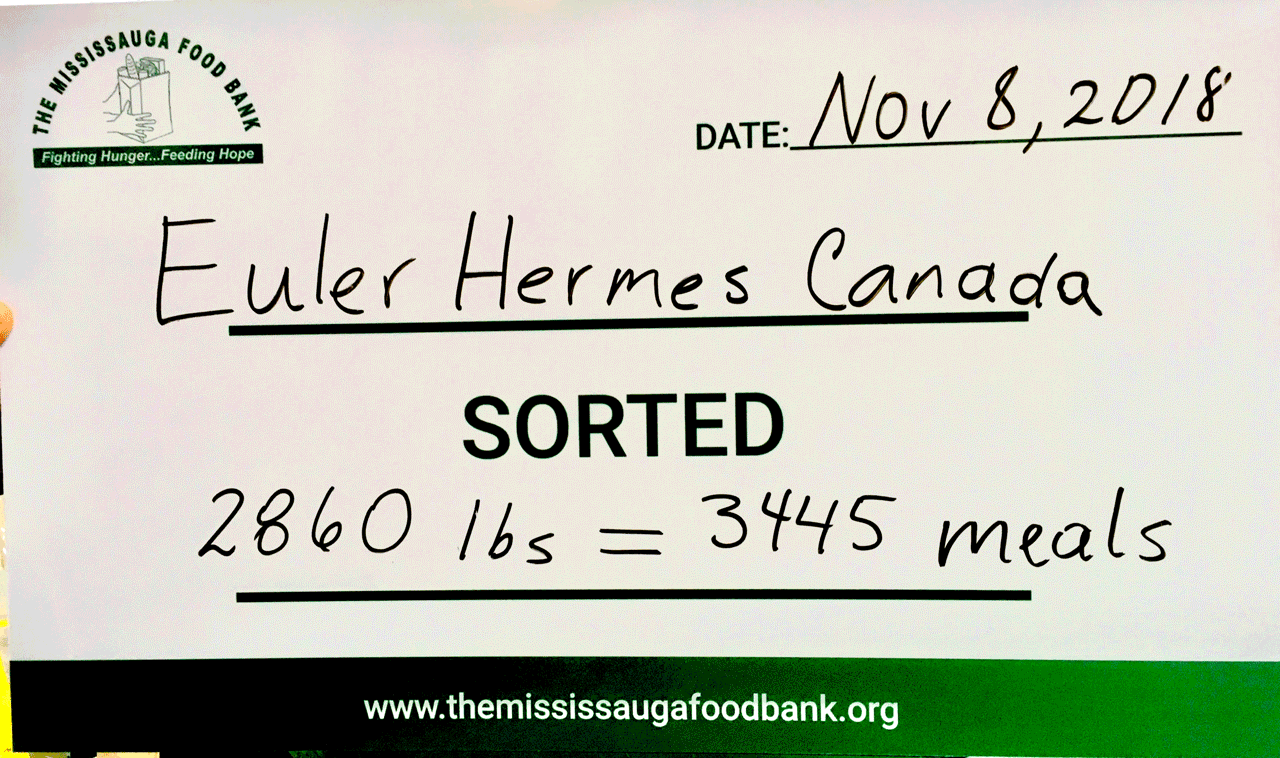 THE MISSISSAUGA FOOD BANK
Fighting Hunger...Feeding Hope
DATE: Nov 8, 2018
Euler Hermes Canada
SORTED
2860 lbs = 3445 meals
www.themississaugafoodbank.org